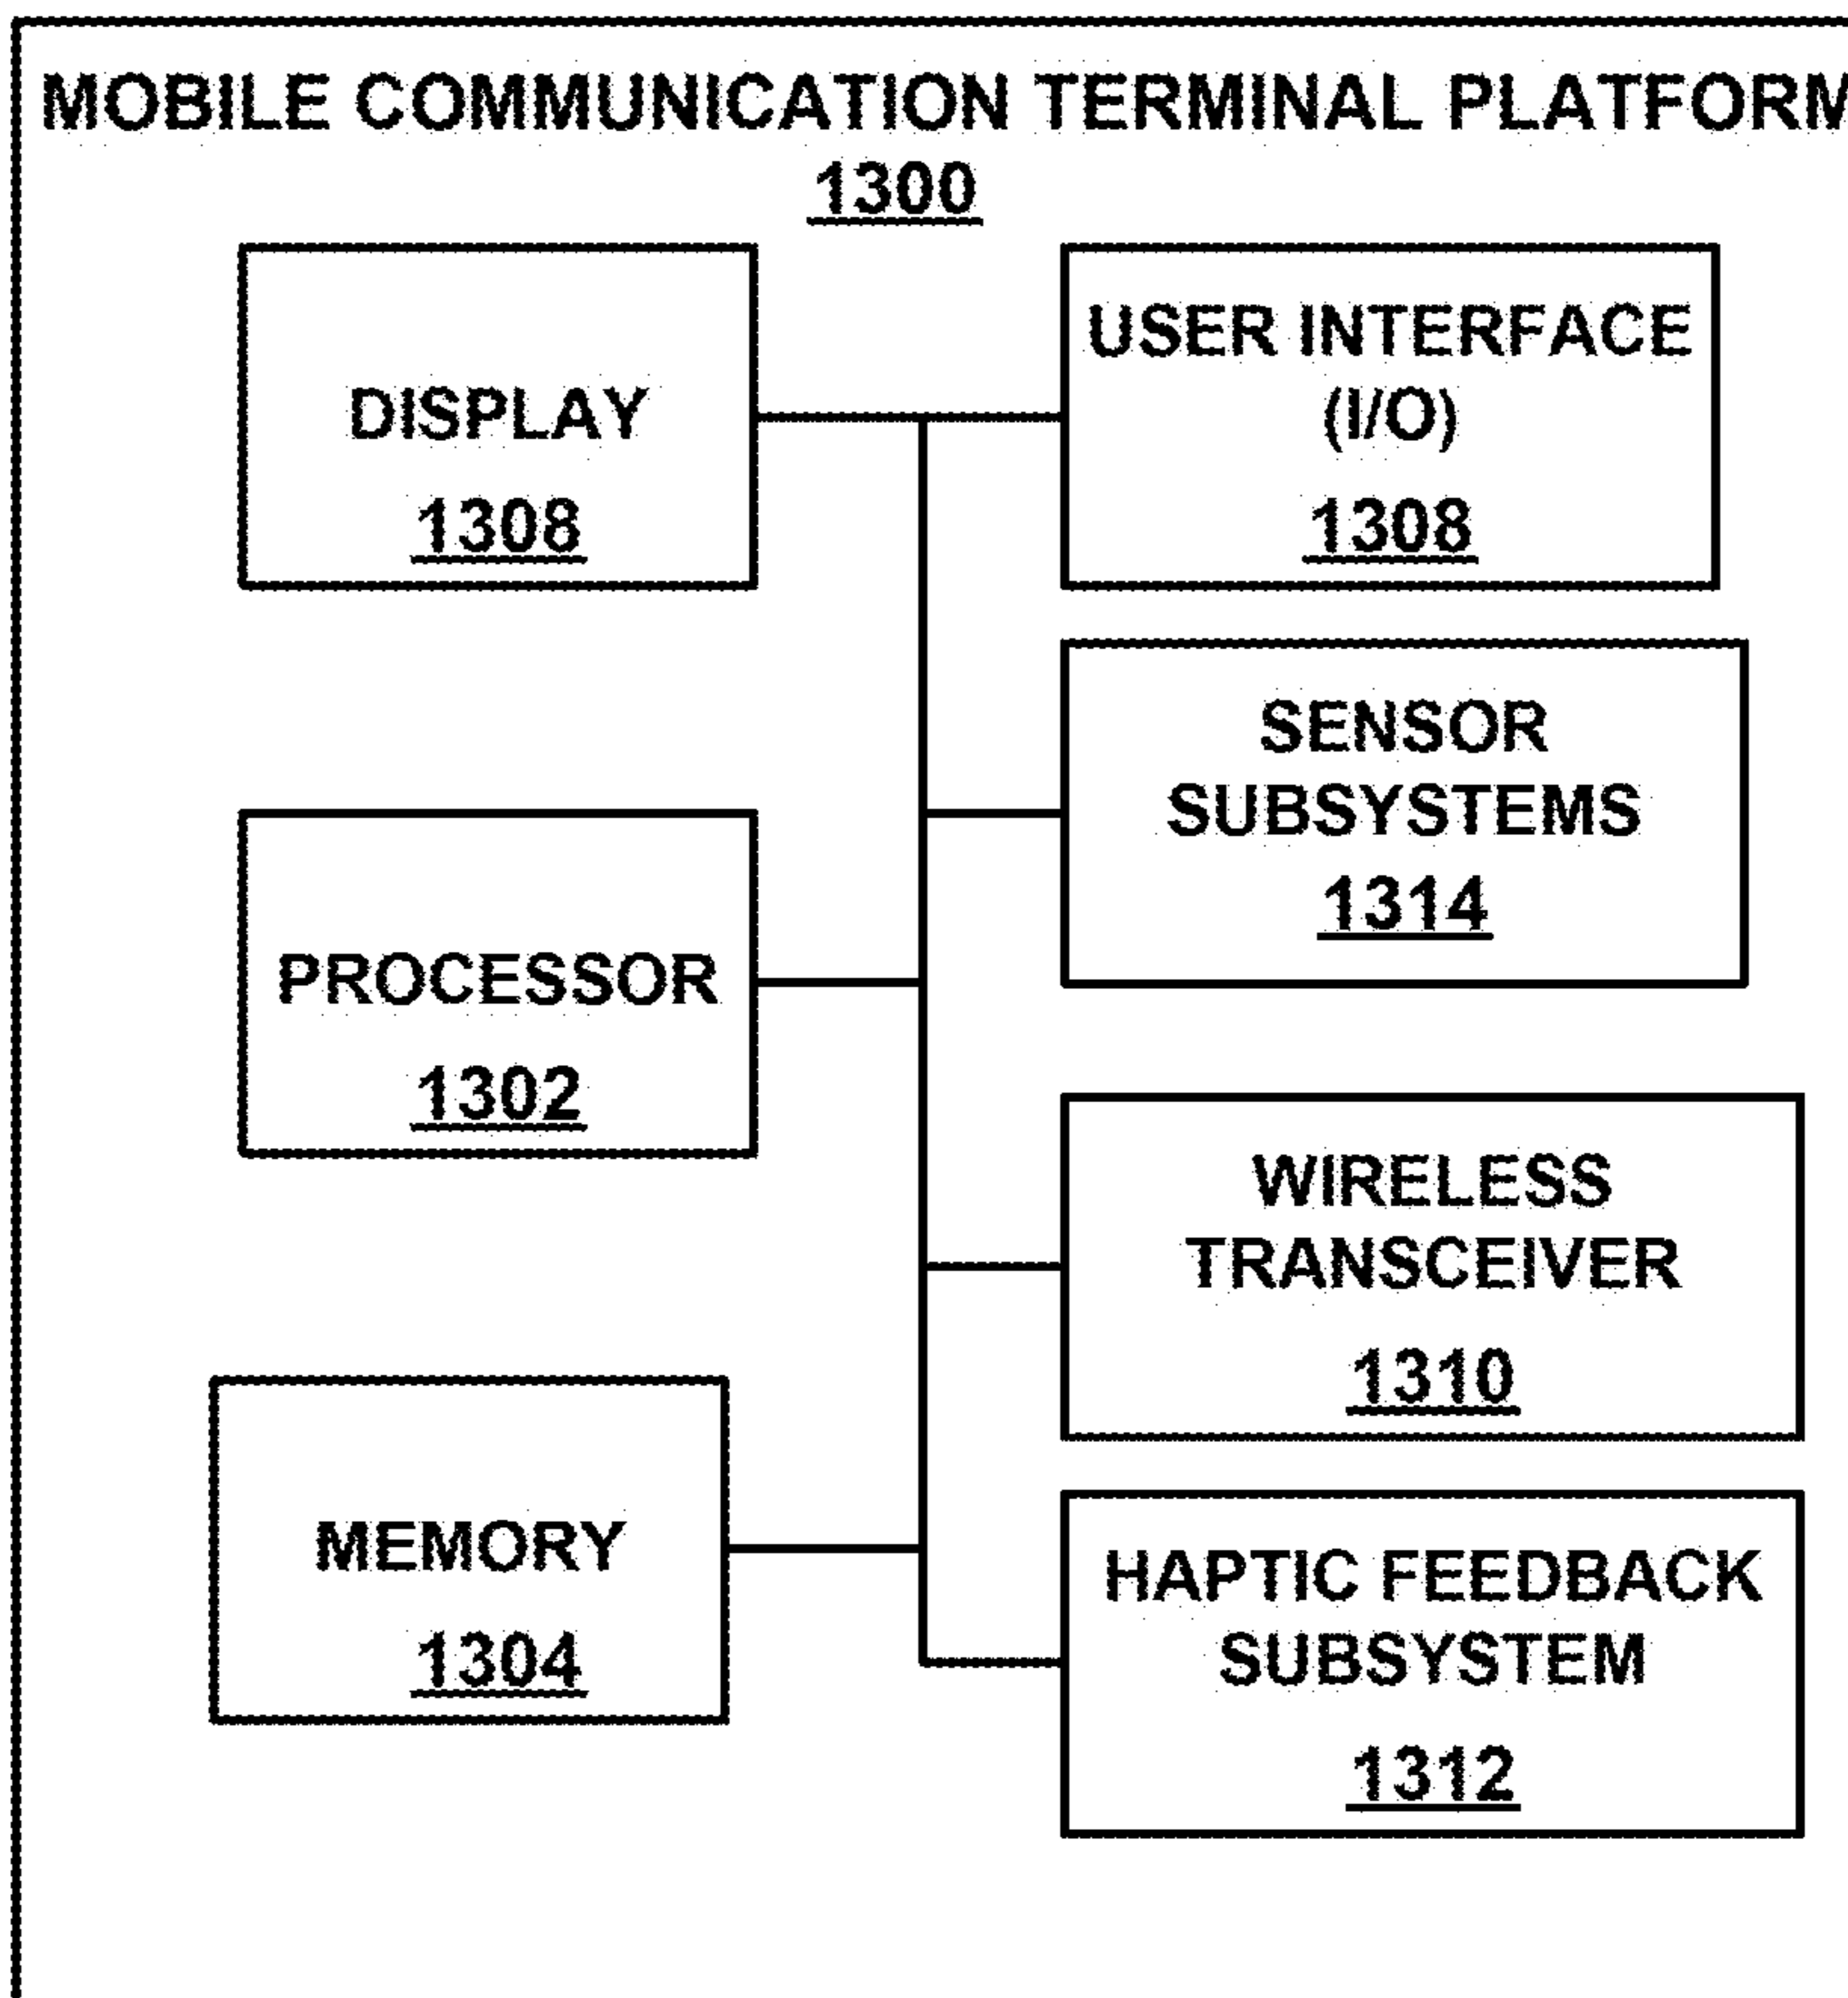 MOBILE COMMUNICATION TERMINAL PLATFORM
1300
DISPLAY
1308
USER INTERFACE
(I/O)
1308
SENSOR
SUBSYSTEMS
1314
PROCESSOR
1302
WIRELESS
TRANSCEIVER
1310
MEMORY
1304
HAPTIC FEEDBACK
SUBSYSTEM
1312